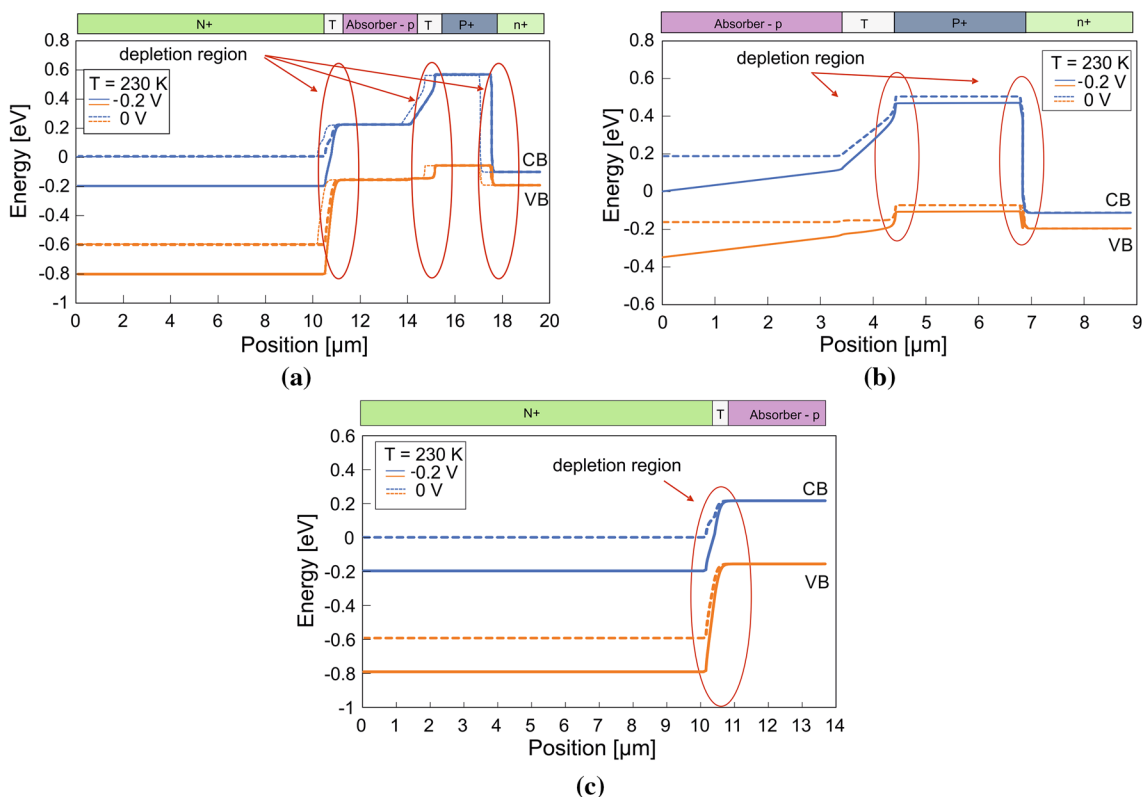 N+ T Absorber - p T P+ n+
depletion region
T = 230 K
-0.2 V
0 V
CB
VB
Energy [eV]
0.8
0.6
0.4
0.2
0
-0.2
-0.4
-0.6
-0.8
-1
0 2 4 6 8 10 12 14 16 18 20
Position [µm]
(a)
Absorber - p T P+ n+
depletion region
T = 230 K
-0.2 V
0 V
CB
VB
Energy [eV]
0.8
0.6
0.4
0.2
0
-0.2
-0.4
-0.6
0 1 2 3 4 5 6 7 8 9
Position [µm]
(b)
N+ T Absorber - p
T = 230 K
-0.2 V
0 V
depletion region
CB
VB
Energy [eV]
0.6
0.4
0.2
0
-0.2
-0.4
-0.6
-0.8
-1
0 1 2 3 4 5 6 7 8 9 10 11 12 13 14
Position [µm]
(c)